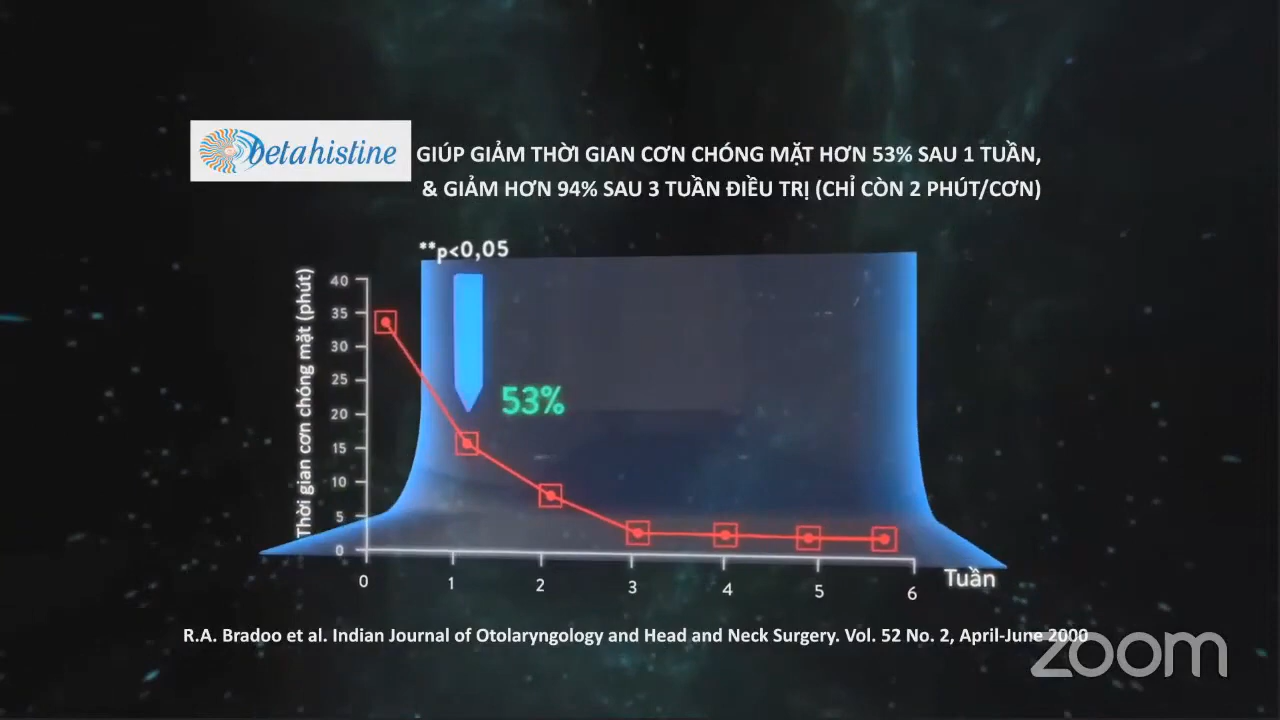 Betahistine
GIÚP GIẢM THỜI GIAN CƠN CHÓNG MẶT HƠN 53% SAU 1 TUẦN,
& GIẢM HƠN 94% SAU 3 TUẦN ĐIỀU TRỊ (CHỈ CÒN 2 PHÚT/CƠN)
**p<0,05
Thời gian cơn chóng mặt (phút)
40
35
30
25
20
15
10
5
0
53%
0 1 2 3 4 5 6
Tuần
R.A. Bradoo et al. Indian Journal of Otolaryngology and Head and Neck Surgery. Vol. 52 No. 2, April-June 2000
zoom